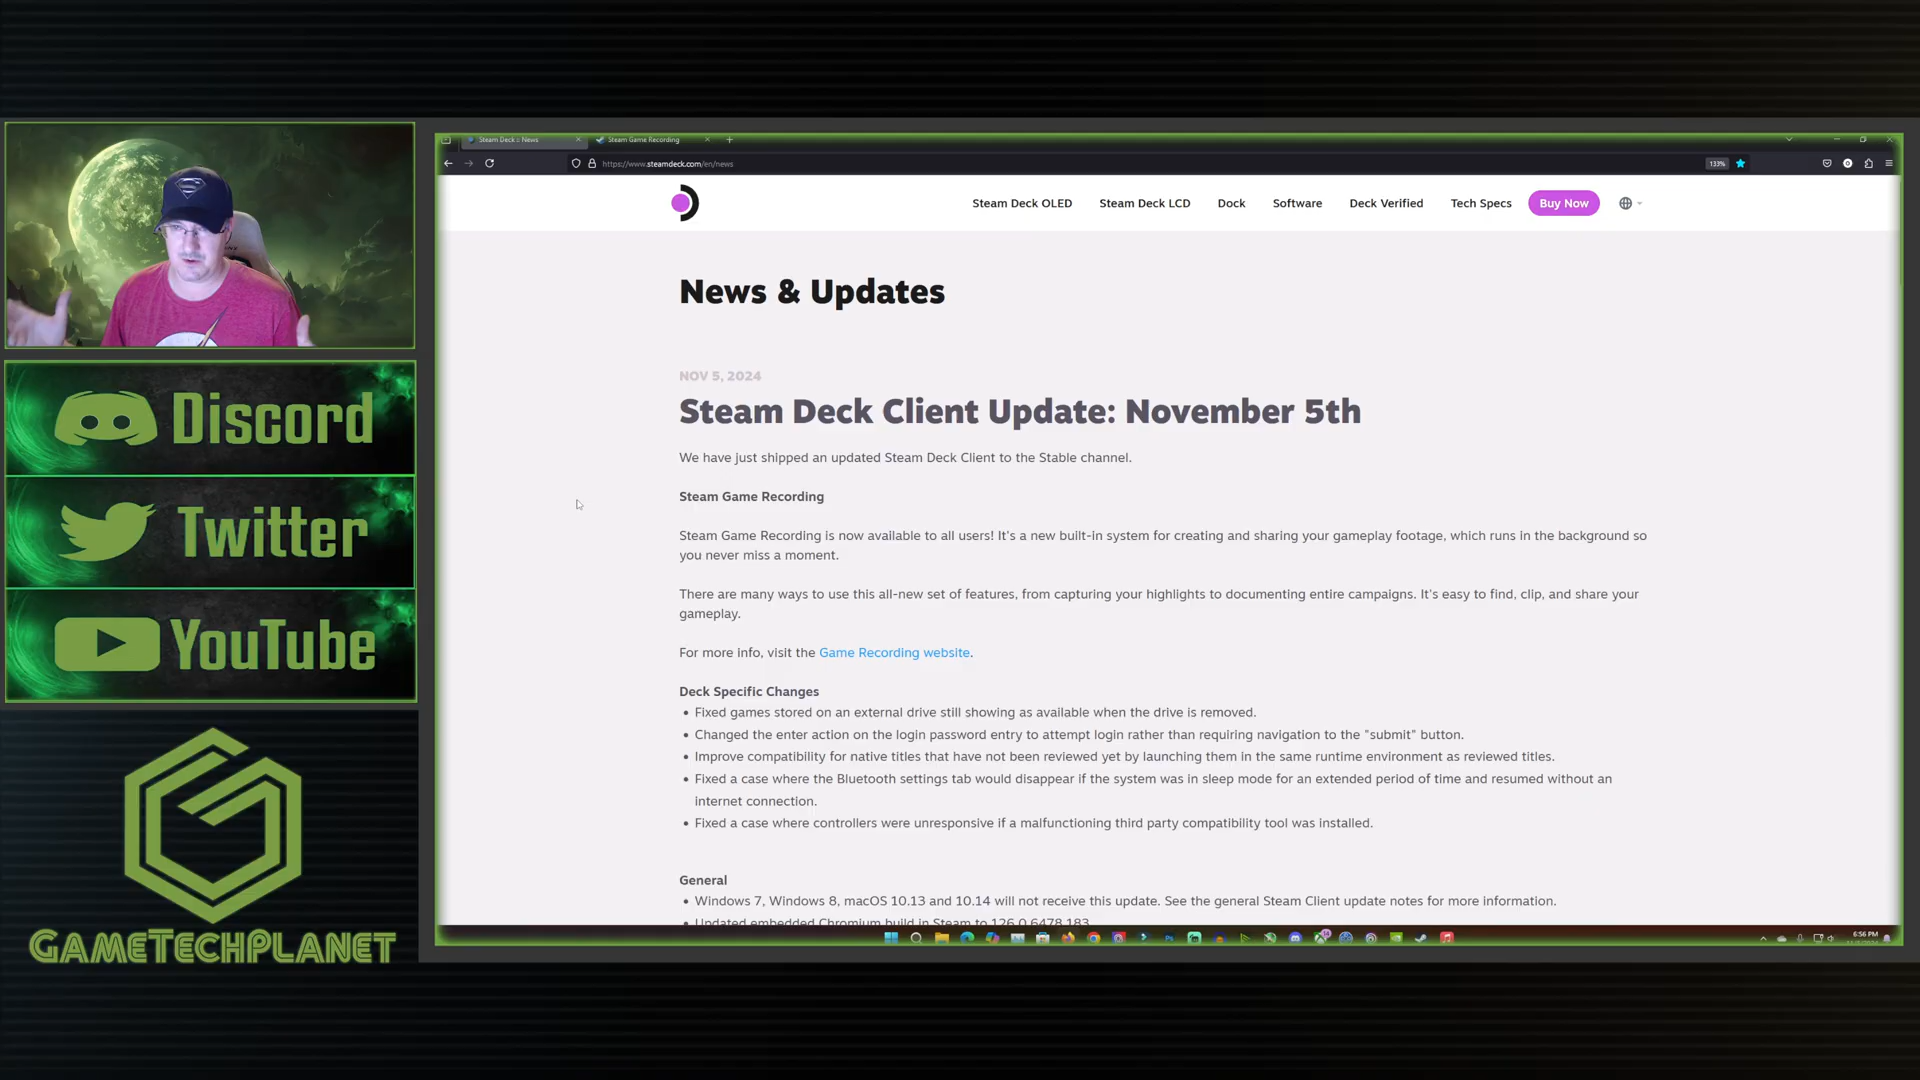 Steam Deck :: News
Steam Game Recording
https://www.steamdeck.com/en/news
133%
Steam Deck OLED
Steam Deck LCD
Dock
Software
Deck Verified
Tech Specs
Buy Now
News & Updates
NOV 5, 2024
Steam Deck Client Update: November 5th
We have just shipped an updated Steam Deck Client to the Stable channel.
Steam Game Recording
Steam Game Recording is now available to all users! It's a new built-in system for creating and sharing your gameplay footage, which runs in the background so
you never miss a moment.
There are many ways to use this all-new set of features, from capturing your highlights to documenting entire campaigns. It's easy to find, clip, and share your
gameplay.
For more info, visit the Game Recording website.
Deck Specific Changes
• Fixed games stored on an external drive still showing as available when the drive is removed.
• Changed the enter action on the login password entry to attempt login rather than requiring navigation to the "submit" button.
• Improve compatibility for native titles that have not been reviewed yet by launching them in the same runtime environment as reviewed titles.
• Fixed a case where the Bluetooth settings tab would disappear if the system was in sleep mode for an extended period of time and resumed without an
internet connection.
• Fixed a case where controllers were unresponsive if a malfunctioning third party compatibility tool was installed.
General
• Windows 7, Windows 8, macOS 10.13 and 10.14 will not receive this update. See the general Steam Client update notes for more information.
• Updated embedded Chromium build in Steam to 126.0.6478.183
6:56 PM
Discord
Twitter
YouTube
GAMETECHPLANET